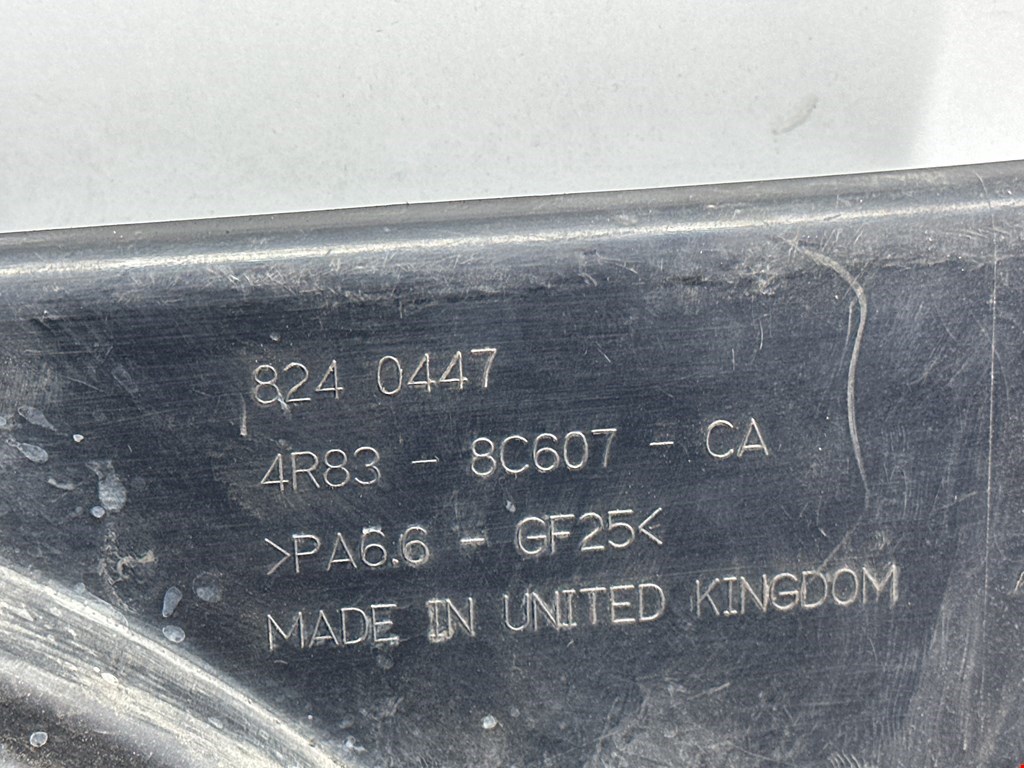 824 0447
4R83 - 8C607 - CA
>PA6.6 - GF25<
MADE IN UNITED KINGDOM